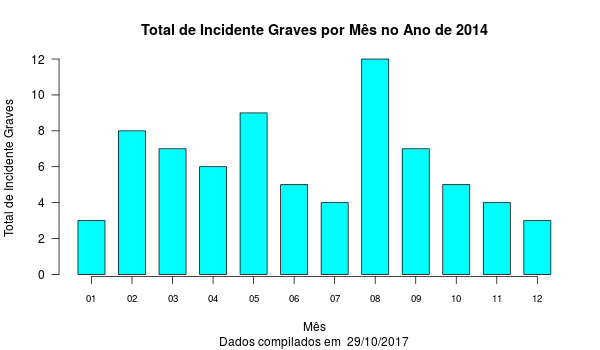 Total de Incidente Graves por Mês no Ano de 2014
Total de Incidente Graves
12
10
8
6
4
2
0
01 02 03 04 05 06 07 08 09 10 11 12
Mês
Dados compilados em 29/10/2017